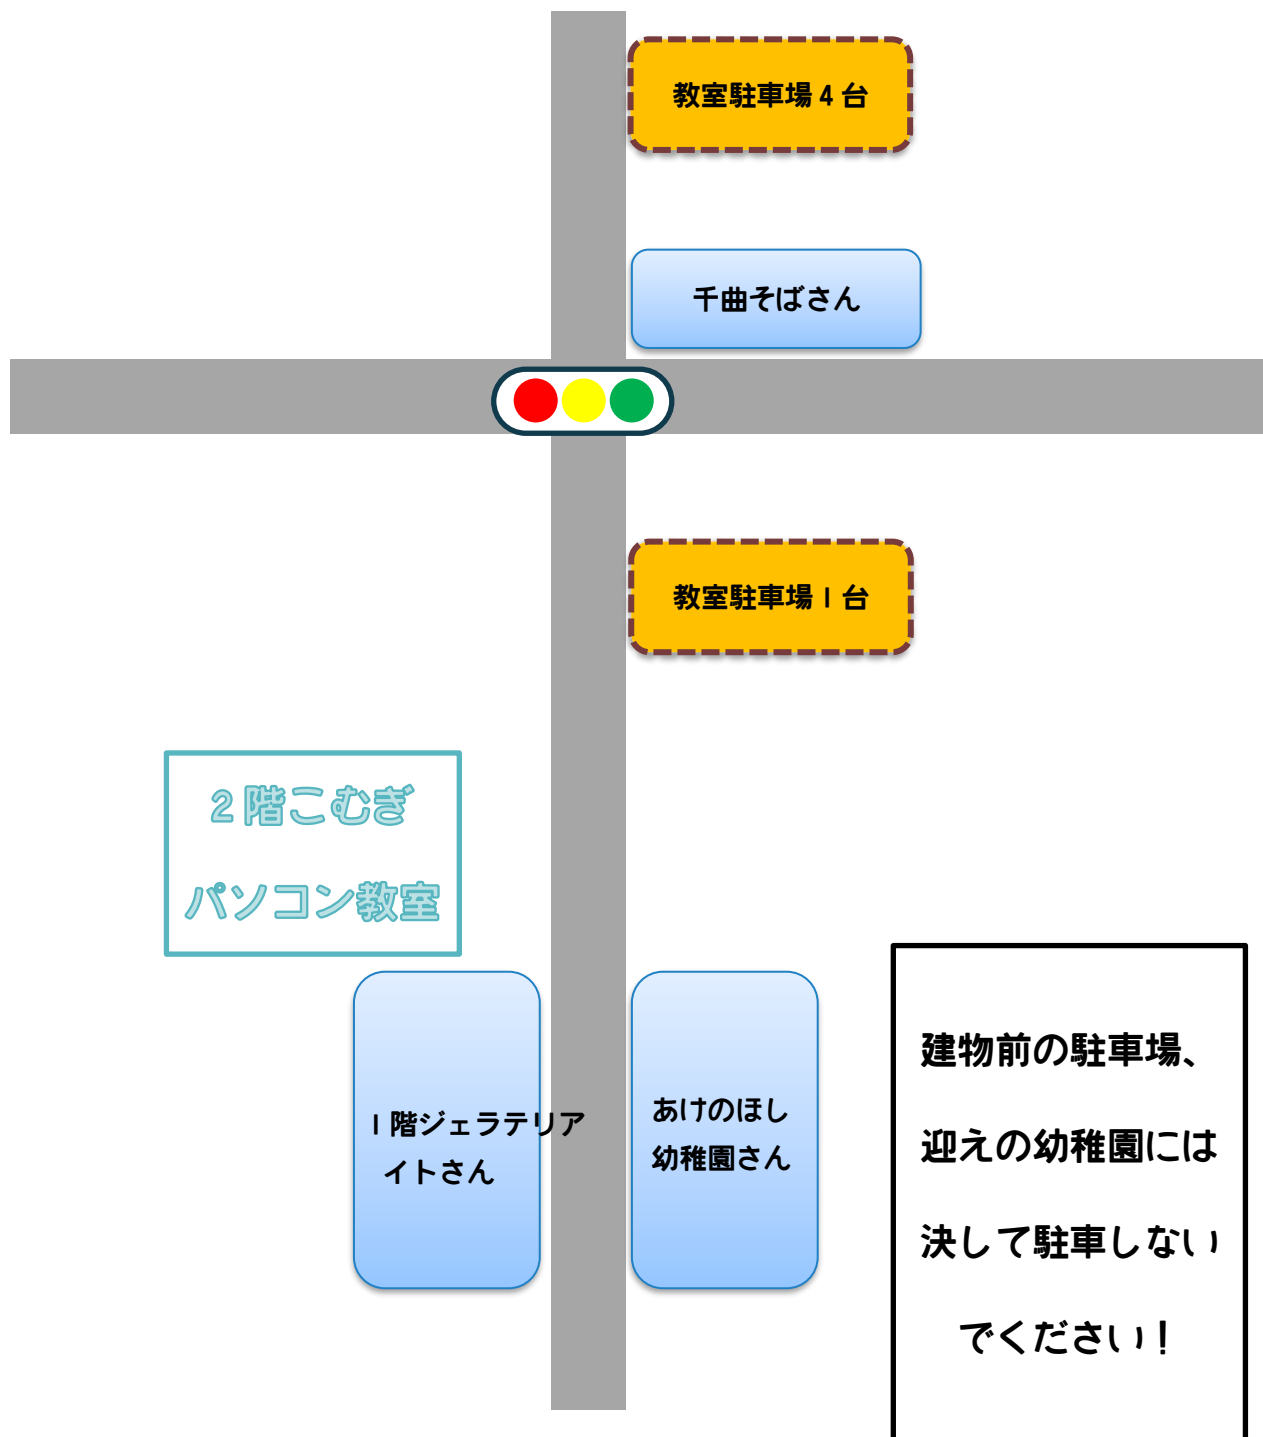 教室駐車場4台
千曲そばさん
教室駐車場1台
2階こむぎ
パソコン教室
1階ジェラテリア
イトさん
あけのほし
幼稚園さん
建物前の駐車場、
迎えの幼稚園には
決して駐車しない
でください！